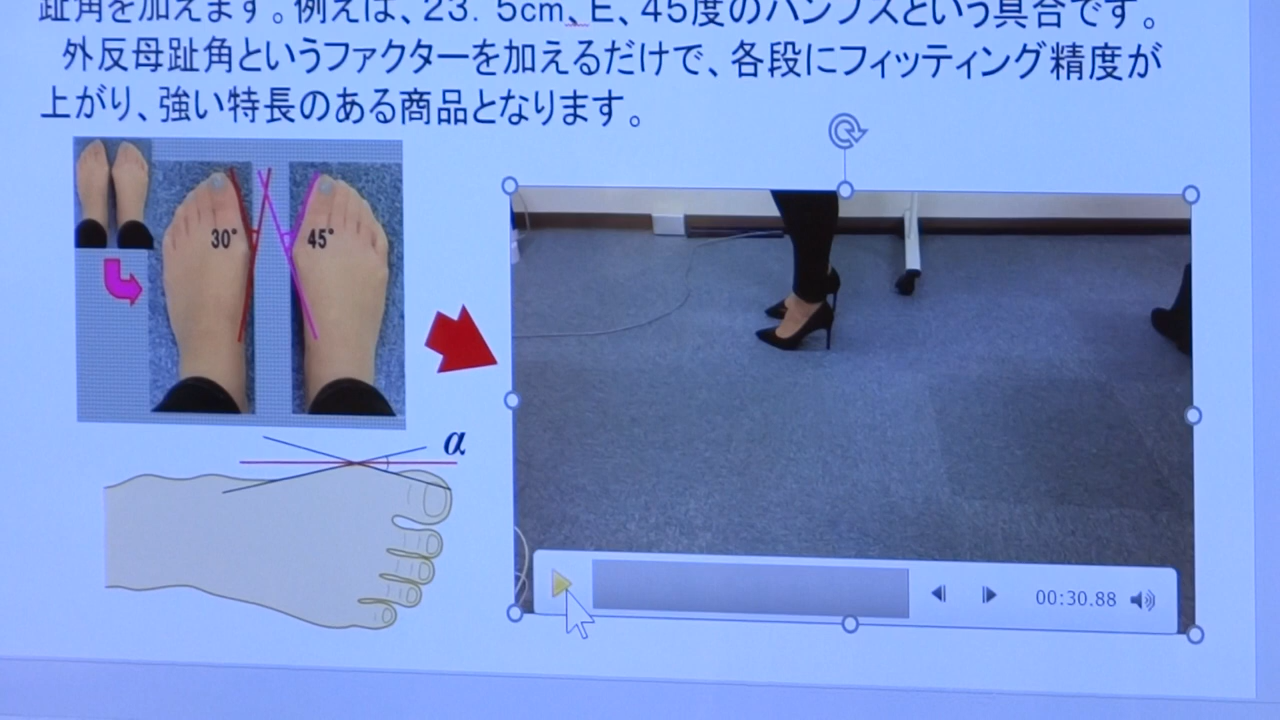 趾角を加えます。例えば、23.5cm、E、45度のパンプスという具合です。
外反母趾角というファクターを加えるだけで、各段にフィッティング精度が
上がり、強い特長のある商品となります。
30°
45°
α
00:30.88